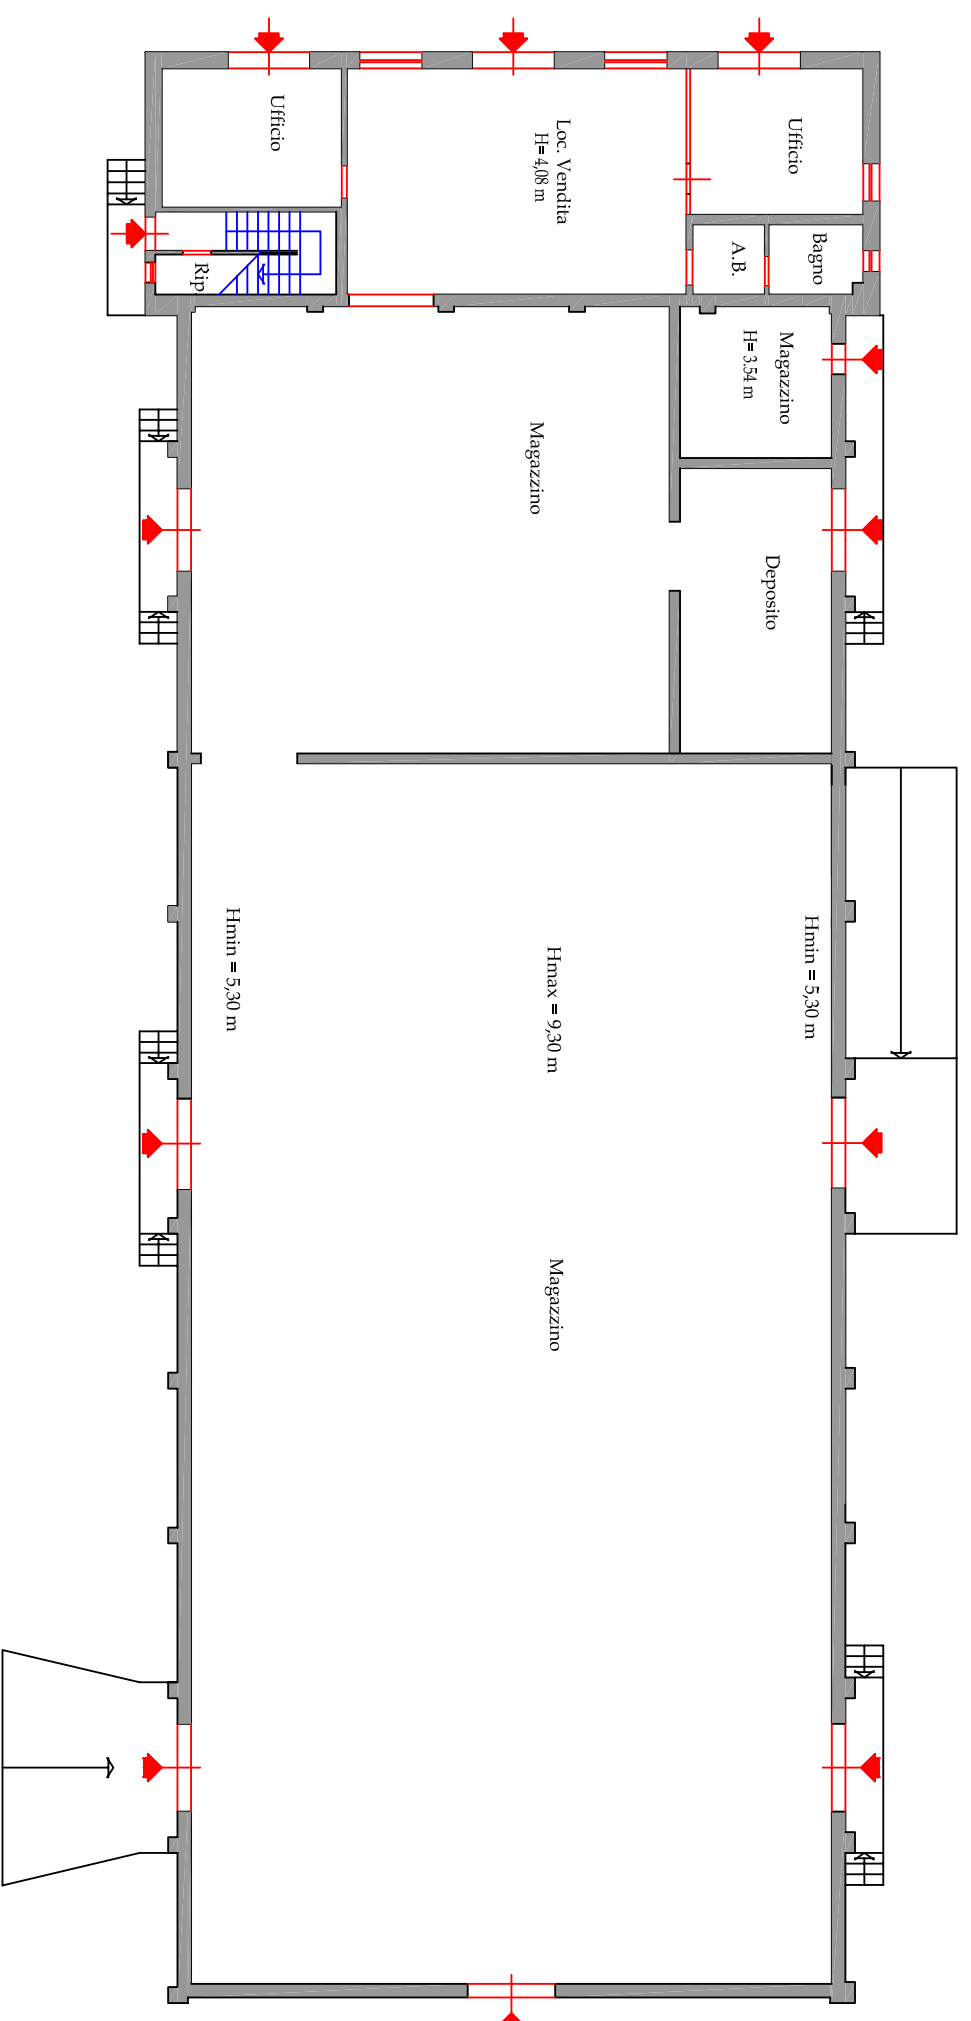 Ufficio
Loc. Vendita
H= 4,08 m
Ufficio
A.B.
Bagno
Rip
Magazzino
H= 3.54 m
Magazzino
Deposito
Hmin = 5,30 m
Hmax = 9,30 m
Hmin = 5,30 m
Magazzino